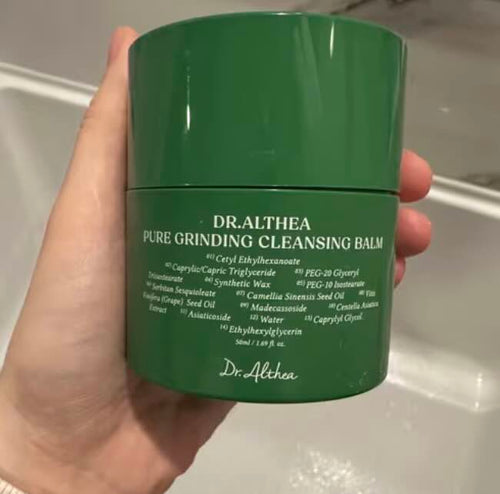 DR.ALTHEA
PURE GRINDING CLEANSING BALM
01) Cetyl Ethylhexanoate
02) Caprylic/Capric Triglyceride 03) PEG-20 Glyceryl
Triisostearate 04) Synthetic Wax 05) PEG-10 Isostearate
06) Sorbitan Sesquioleate 07) Camellia Sinensis Seed Oil 08) Vitis
Vinifera (Grape) Seed Oil 09) Madecassoside 10) Centella Asiatica
Extract 11) Asiaticoside 12) Water 13) Caprylyl Glycol
14) Ethylhexylglycerin
50ml / 1.69 fl. oz.
Dr. Althea